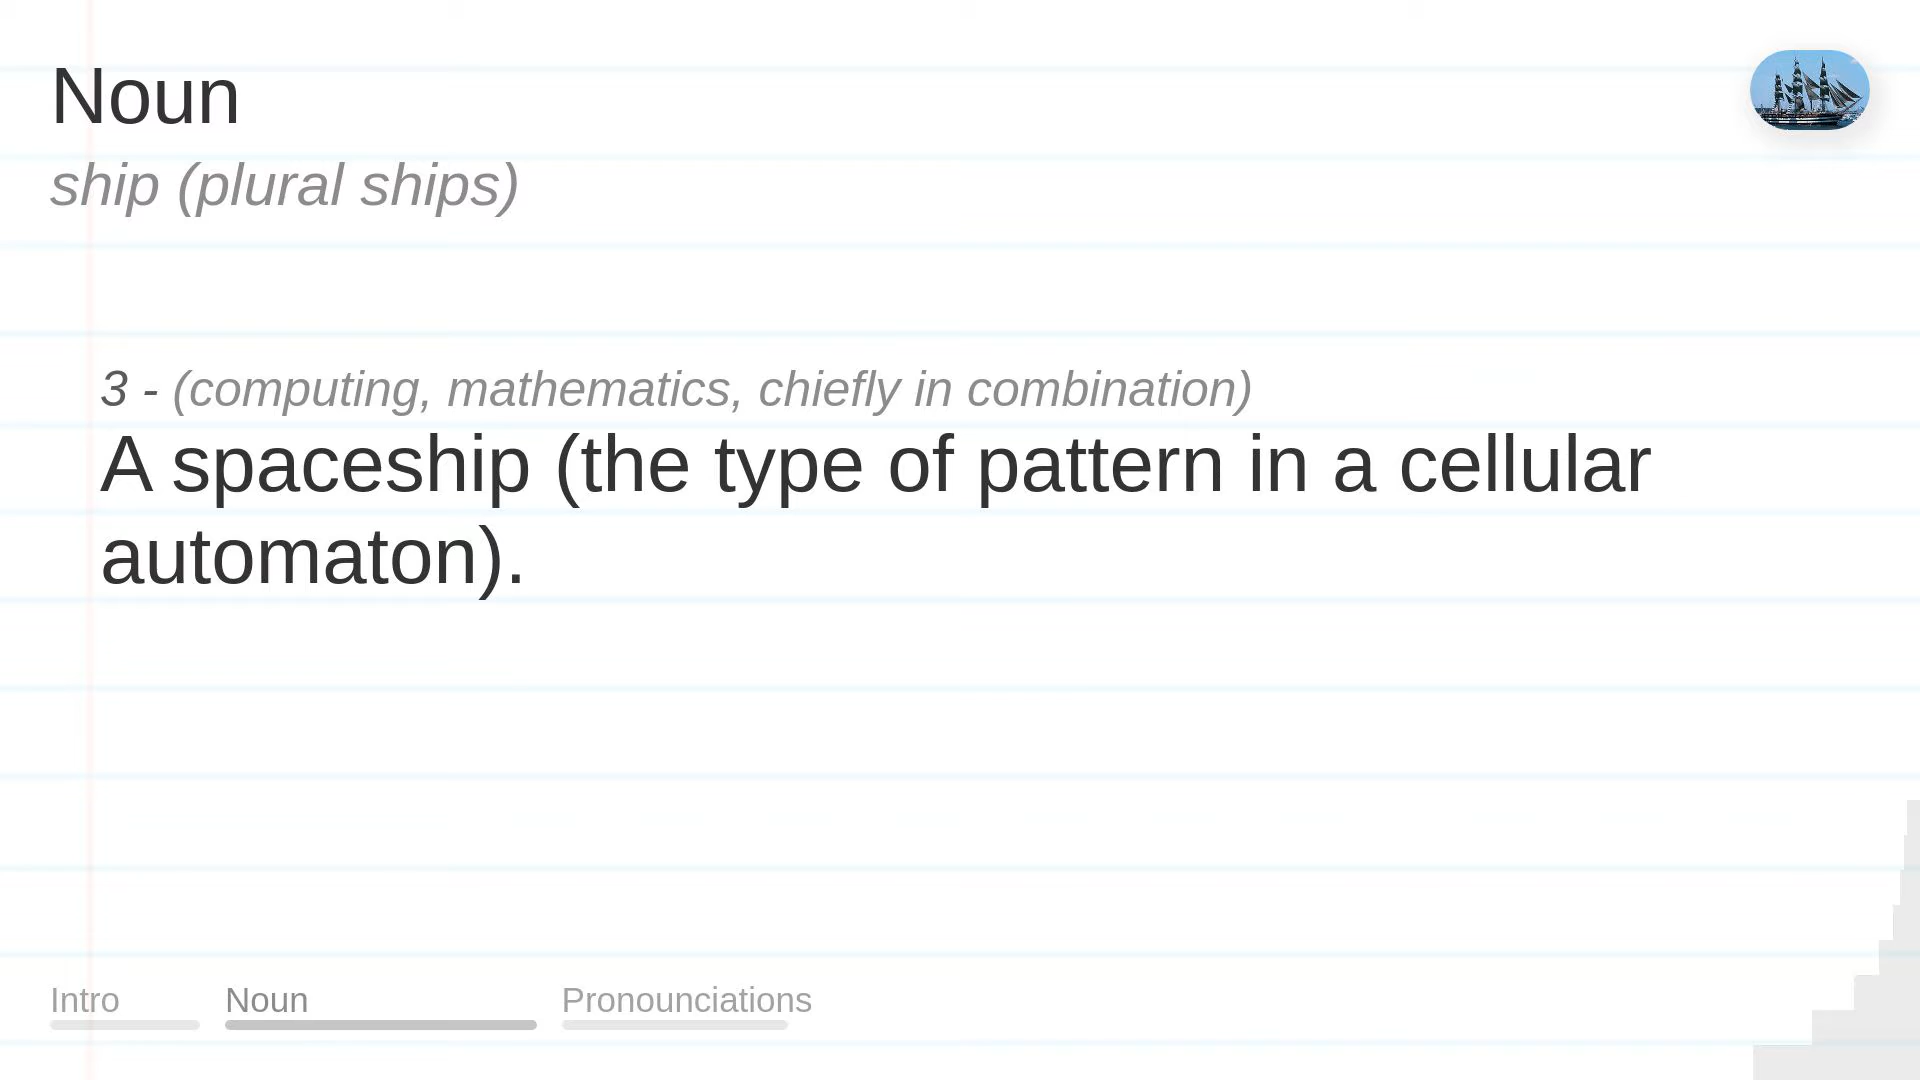 Noun
ship (plural ships)
3 - (computing, mathematics, chiefly in combination)
A spaceship (the type of pattern in a cellular
automaton).
Intro
Noun
Pronounciations